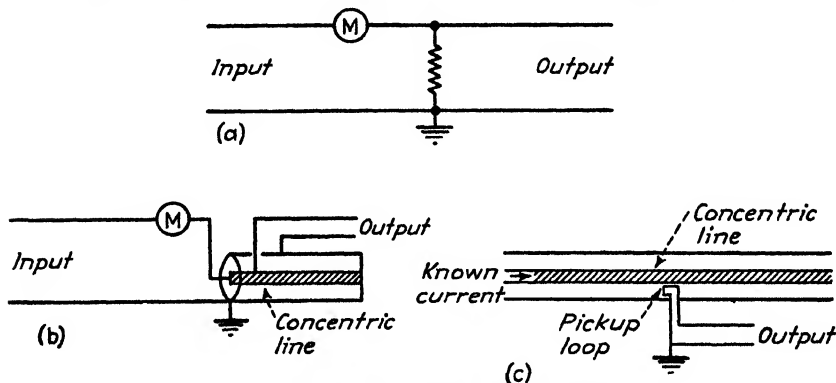 M
Input
Output
(a)
M
Output
Input
Concentric
line
(b)
Concentric
line
Known
current
Pickup
loop
Output
(c)